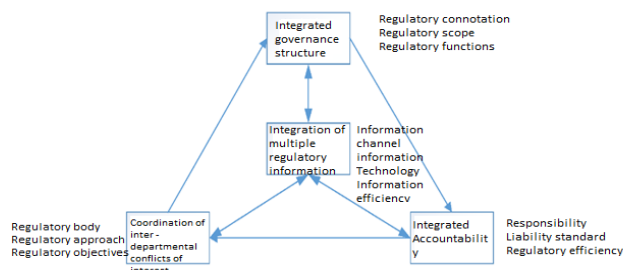 Integrated
governance
structure
Regulatory connotation
Regulatory scope
Regulatory functions
Integration of
multiple
regulatory
information
Information
channel
information
Technology
Information
efficiency
Regulatory body
Regulatory approach
Regulatory objectives
Coordination of
inter -
departmental
conflicts of
interest
Integrated
Accountabilit
y
Responsibility
Liability standard
Regulatory efficiency